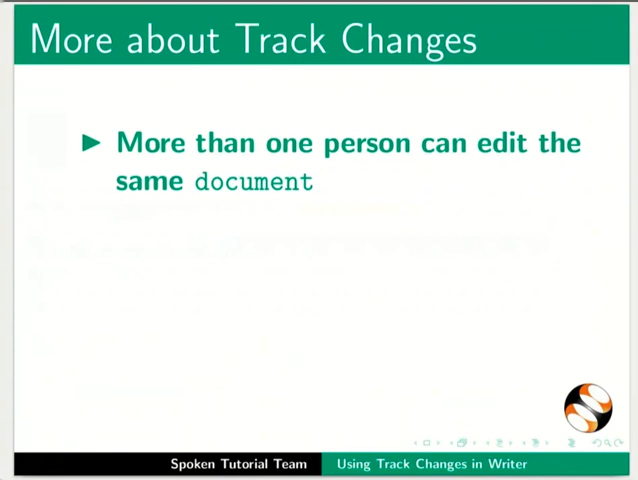 More about Track Changes
More than one person can edit the
same document
Spoken Tutorial Team
Using Track Changes in Writer